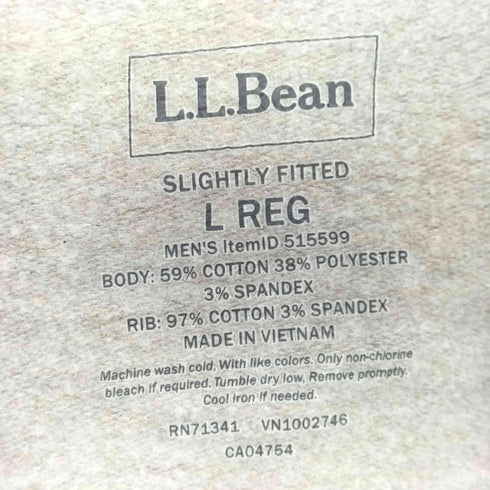 L.L.Bean
SLIGHTLY FITTED
L REG
MEN'S ItemID 515599
BODY: 59% COTTON 38% POLYESTER
3% SPANDEX
RIB: 97% COTTON 3% SPANDEX
MADE IN VIETNAM
Machine wash cold, With like colors. Only non-chlorine
bleach if required. Tumble dry low, Remove promptly.
Cool iron if needed.
RN71341 VN1002746
CA04754